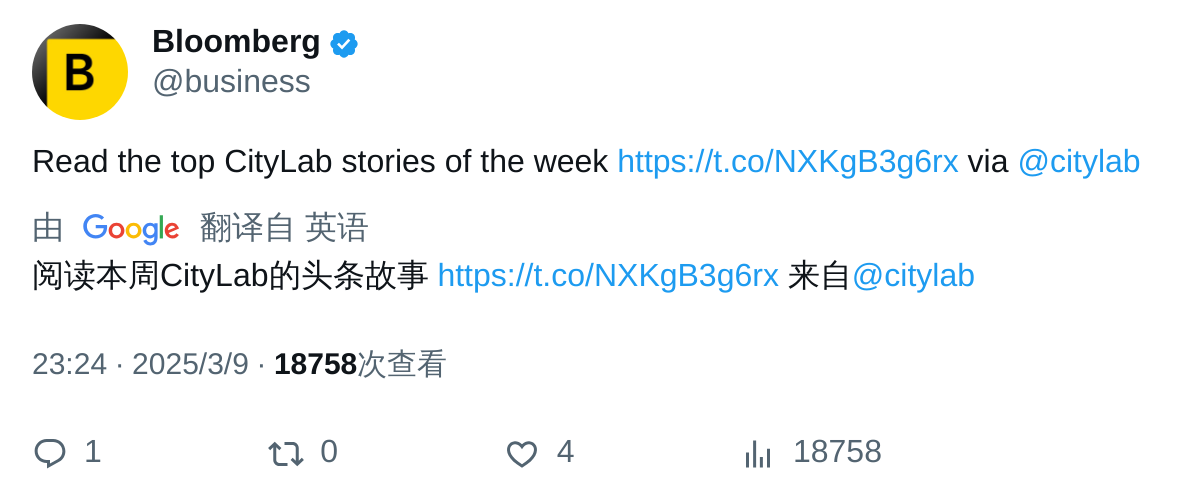 B
Bloomberg
@business
Read the top CityLab stories of the week https://t.co/NXKgB3g6rx via @citylab
由 Google 翻译自 英语
阅读本周CityLab的头条故事 https://t.co/NXKgB3g6rx 来自@citylab
23:24 · 2025/3/9 · 18758次查看
1 0 4 18758